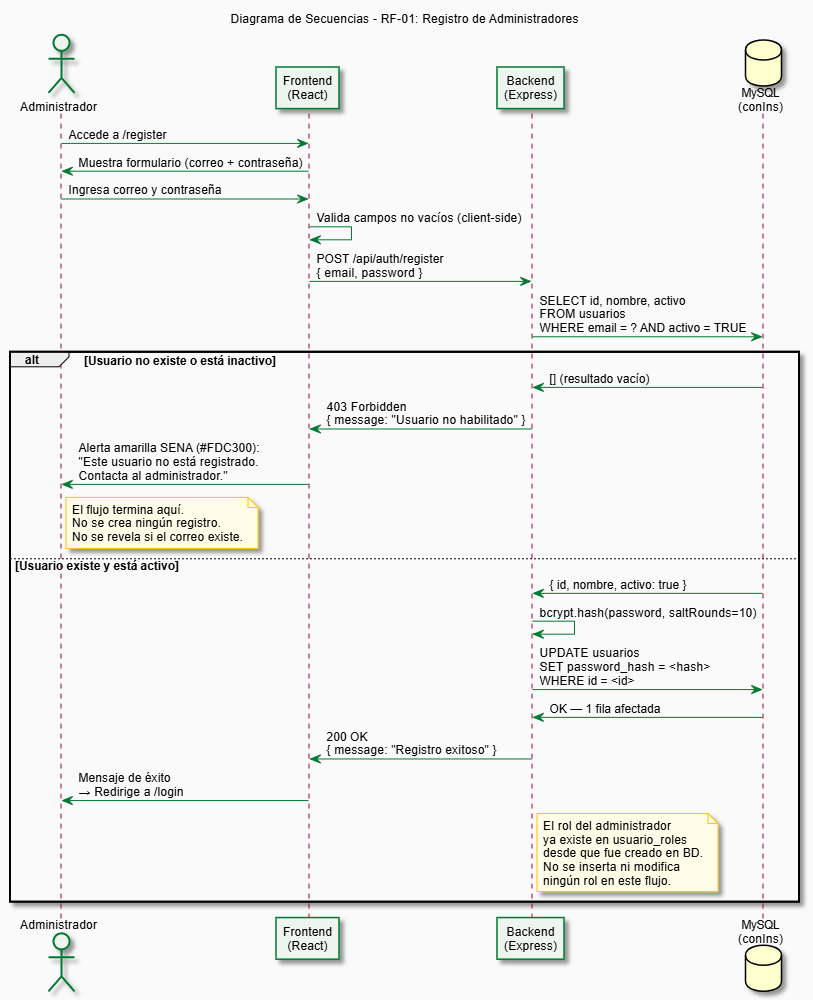 Diagrama de Secuencias - RF-01: Registro de Administradores
Administrador
Frontend
(React)
Backend
(Express)
MySQL
(conIns)
Accede a /register
Muestra formulario (correo + contraseña)
Ingresa correo y contraseña
Valida campos no vacíos (client-side)
POST /api/auth/register
{ email, password }
SELECT id, nombre, activo
FROM usuarios
WHERE email = ? AND activo = TRUE
alt
[Usuario no existe o está inactivo]
[] (resultado vacío)
403 Forbidden
{ message: "Usuario no habilitado" }
Alerta amarilla SENA (#FDC300):
"Este usuario no está registrado.
Contacta al administrador."
El flujo termina aquí.
No se crea ningún registro.
No se revela si el correo existe.
[Usuario existe y está activo]
{ id, nombre, activo: true }
bcrypt.hash(password, saltRounds=10)
UPDATE usuarios
SET password_hash = <hash>
WHERE id = <id>
OK — 1 fila afectada
200 OK
{ message: "Registro exitoso" }
Mensaje de éxito
→ Redirige a /login
El rol del administrador
ya existe en usuario_roles
desde que fue creado en BD.
No se inserta ni modifica
ningún rol en este flujo.
Administrador
Frontend
(React)
Backend
(Express)
MySQL
(conIns)